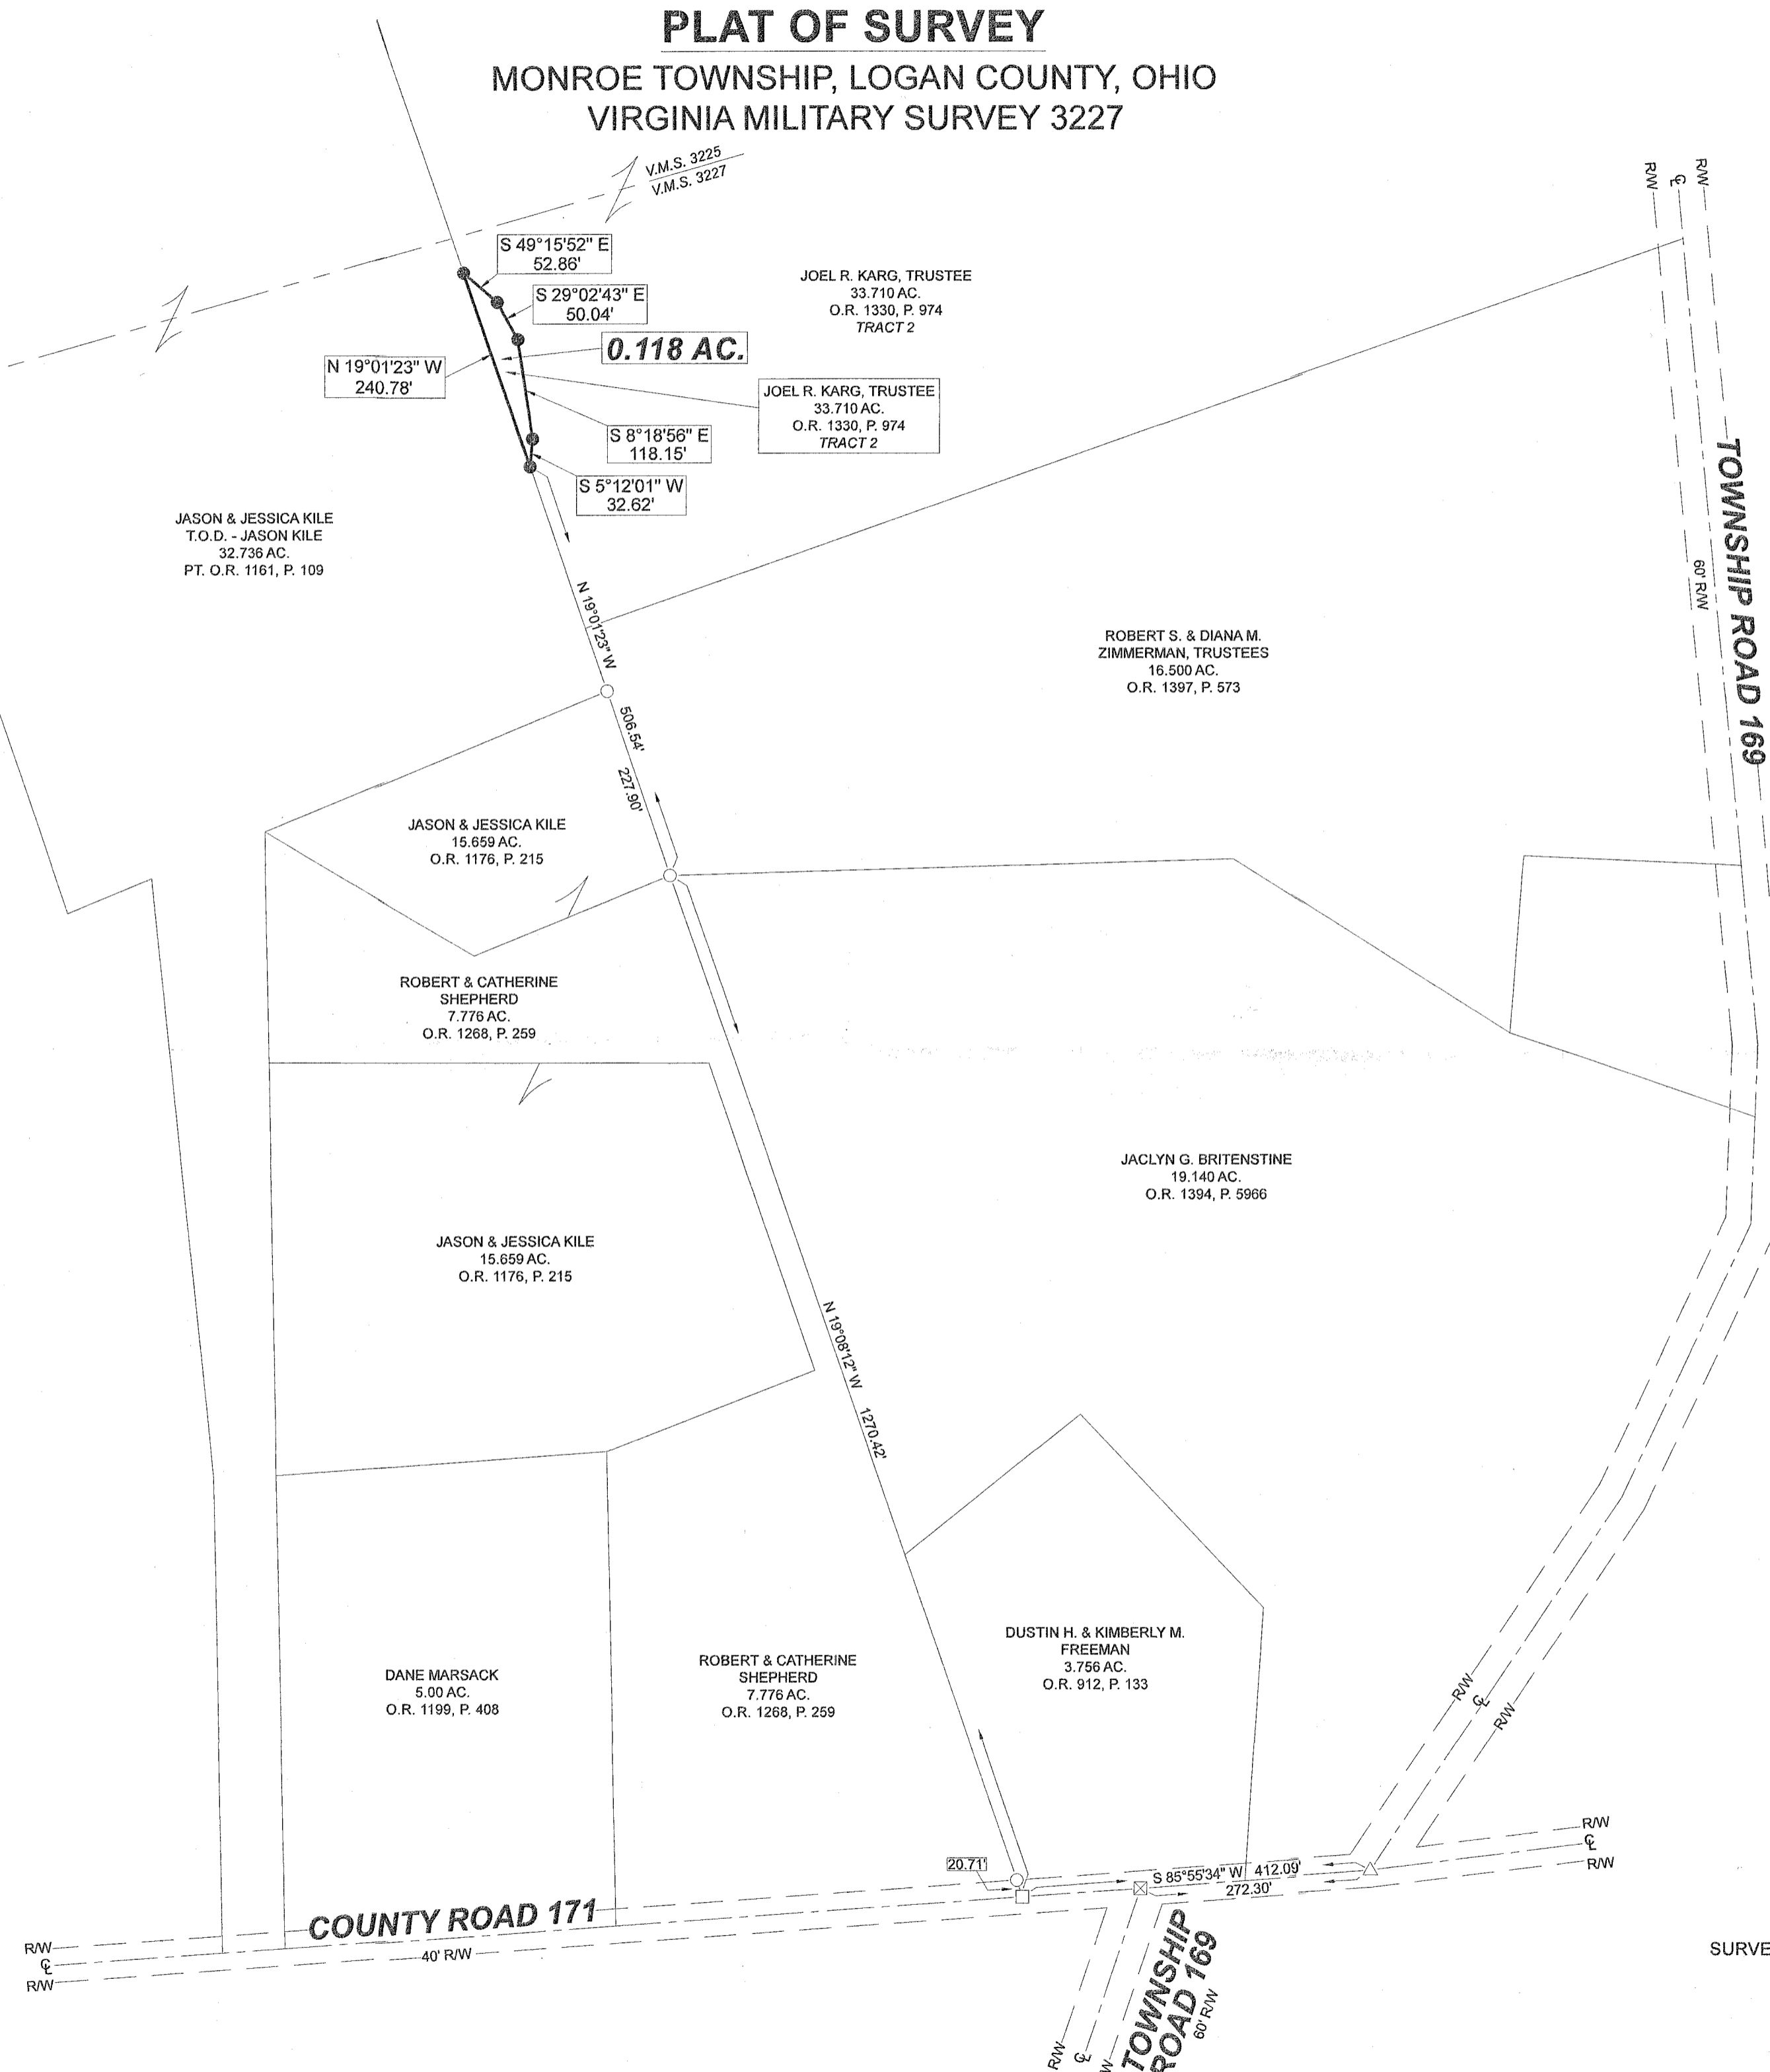 PLAT OF SURVEY
MONROE TOWNSHIP, LOGAN COUNTY, OHIO
VIRGINIA MILITARY SURVEY 3227
V.M.S. 3225
V.M.S. 3227
R/W
℄
R/W
S 49°15'52" E
52.86'
S 29°02'43" E
50.04'
0.118 AC.
N 19°01'23" W
240.78'
JOEL R. KARG, TRUSTEE
33.710 AC.
O.R. 1330, P. 974
TRACT 2
JOEL R. KARG, TRUSTEE
33.710 AC.
O.R. 1330, P. 974
TRACT 2
S 8°18'56" E
118.15'
S 5°12'01" W
32.62'
JASON & JESSICA KILE
T.O.D. - JASON KILE
32.736 AC.
PT. O.R. 1161, P. 109
N 19°01'23" W
506.54'
227.90'
ROBERT S. & DIANA M.
ZIMMERMAN, TRUSTEES
16.500 AC.
O.R. 1397, P. 573
60' R/W
TOWNSHIP ROAD 169
JASON & JESSICA KILE
15.659 AC.
O.R. 1176, P. 215
ROBERT & CATHERINE
SHEPHERD
7.776 AC.
O.R. 1268, P. 259
JACLYN G. BRITENSTINE
19.140 AC.
O.R. 1394, P. 5966
JASON & JESSICA KILE
15.659 AC.
O.R. 1176, P. 215
N 19°08'12" W 1270.42'
DUSTIN H. & KIMBERLY M.
FREEMAN
3.756 AC.
O.R. 912, P. 133
DANE MARSACK
5.00 AC.
O.R. 1199, P. 408
ROBERT & CATHERINE
SHEPHERD
7.776 AC.
O.R. 1268, P. 259
R/W
℄
R/W
20.71'
S 85°55'34" W 412.09'
272.30'
R/W
℄
R/W
COUNTY ROAD 171
40' R/W
R/W
℄
R/W
TOWNSHIP
ROAD 169
60' R/W
R/W
℄
W
SURVE